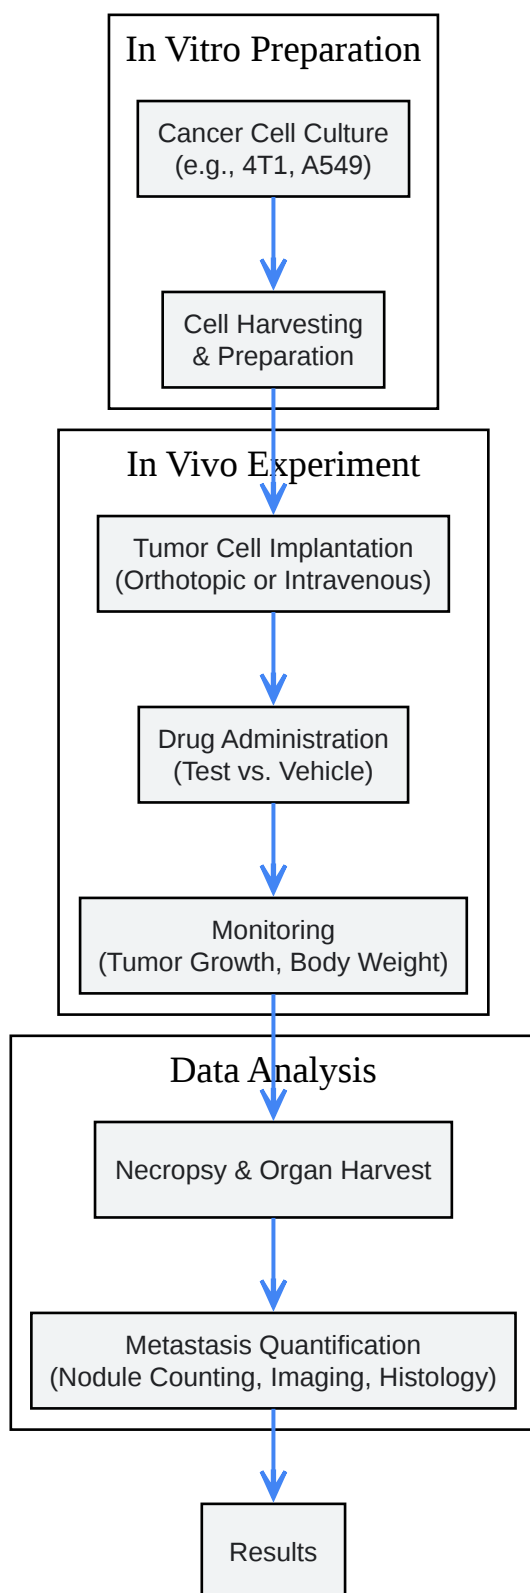 In Vitro Preparation
Cancer Cell Culture
(e.g., 4T1, A549)
Cell Harvesting
& Preparation
In Vivo Experiment
Tumor Cell Implantation
(Orthotopic or Intravenous)
Drug Administration
(Test vs. Vehicle)
Monitoring
(Tumor Growth, Body Weight)
Data Analysis
Necropsy & Organ Harvest
Metastasis Quantification
(Nodule Counting, Imaging, Histology)
Results